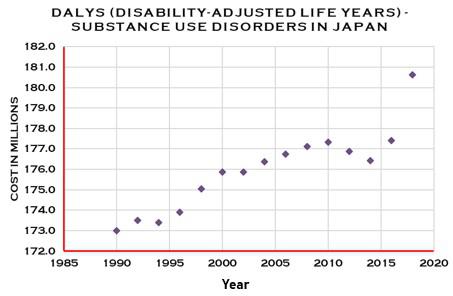 DALYS (DISABILITY-ADJUSTED LIFE YEARS) -
SUBSTANCE USE DISORDERS IN JAPAN
COST IN MILLIONS
182.0
181.0
180.0
179.0
178.0
177.0
176.0
175.0
174.0
173.0
172.0
1985 1990 1995 2000 2005 2010 2015 2020
Year